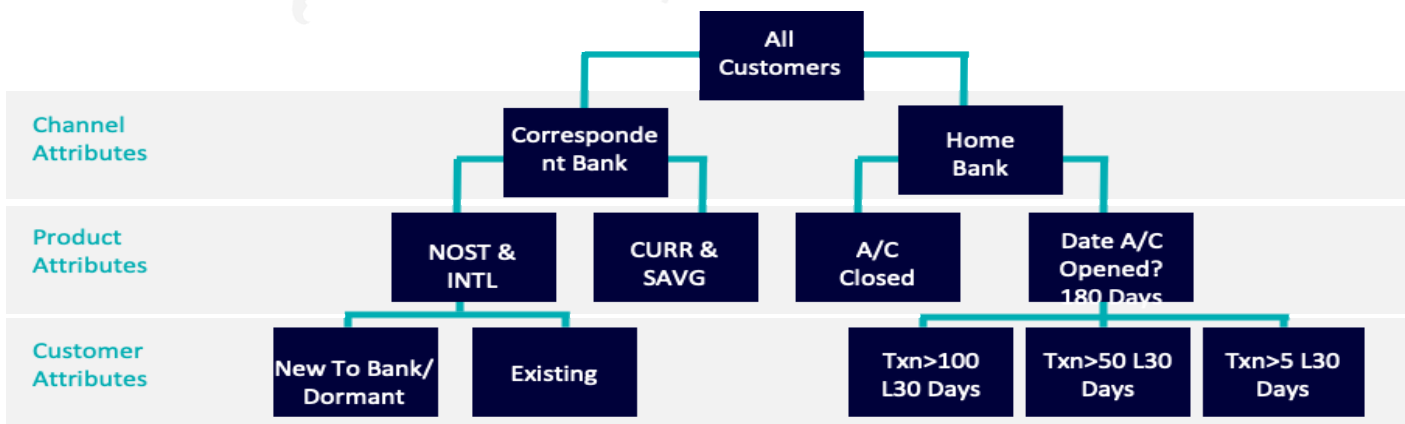 All
Customers
Channel
Attributes
Corresponde
nt Bank
Home
Bank
Product
Attributes
NOST &
INTL
CURR &
SAVG
A/C
Closed
Date A/C
Opened?
180 Days
Customer
Attributes
New To Bank/
Dormant
Existing
Txn>100
L30 Days
Txn>50 L30
Days
Txn>5 L30
Days